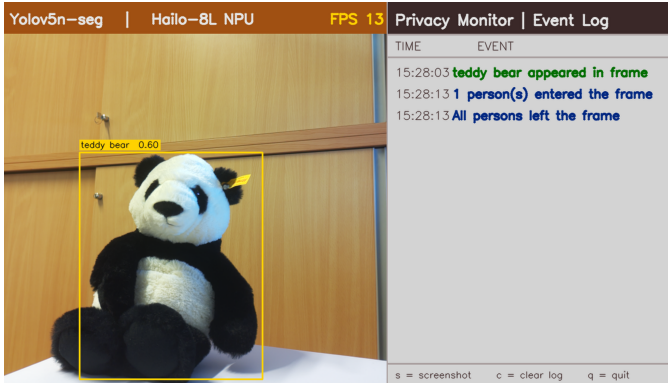 Yolov5n-seg | Hailo-8L NPU FPS 13
teddy bear 0.60
Privacy Monitor | Event Log
TIME EVENT
15:28:03 teddy bear appeared in frame
15:28:13 1 person(s) entered the frame
15:28:13 All persons left the frame
s = screenshot c = clear log q = quit